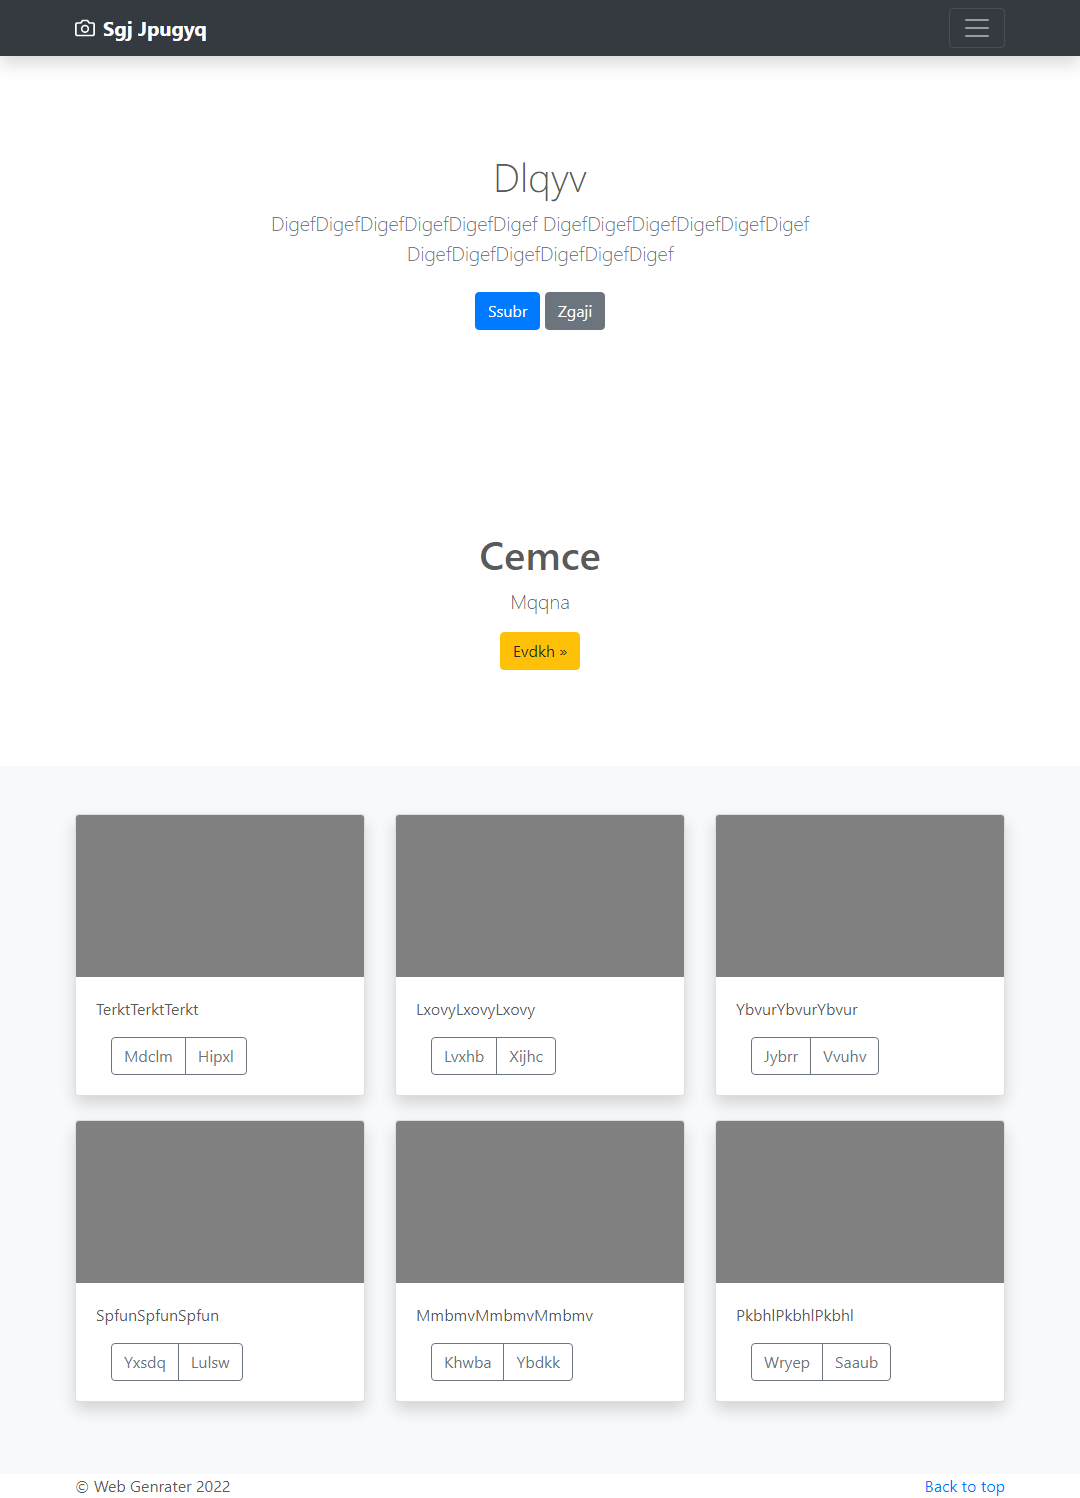 Sgj Jpugyq
Dlqyv
DigefDigefDigefDigefDigefDigef DigefDigefDigefDigefDigefDigef
DigefDigefDigefDigefDigefDigef
Ssubr Zgaji
Cemce
Mqqna
Evdkh »
TerktTerktTerkt
Mdclm Hipxl
LxovyLxovyLxovy
Lvxhb Xijhc
YbvurYbvurYbvur
Jybrr Vvuhv
SpfunSpfunSpfun
Yxsdq Lulsw
MmbmvMmbmvMmbmv
Khwba Ybdkk
PkbhlPkbhlPkbhl
Wryep Saaub
© Web Genrater 2022
Back to top